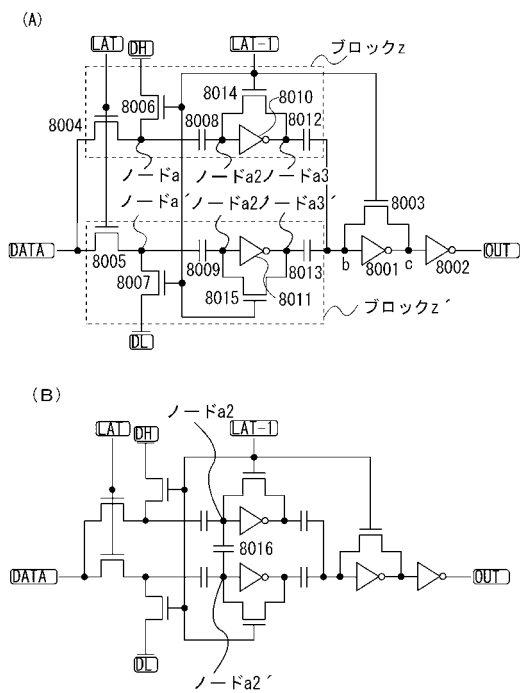 (A)
LAT
DH
LAT-1
ブロックz
8006
8014
8010
8004
8008
8012
ノードa
ノードa2
ノードa3
ノードa´
ノードa2´
ノードa3´
8003
DATA
OUT
8005
8009
8013
b
8001
c
8002
8007
8015
8011
ブロックz´
DL
(B)
ノードa2
LAT
DH
LAT-1
8016
DATA
OUT
DL
ノードa2´